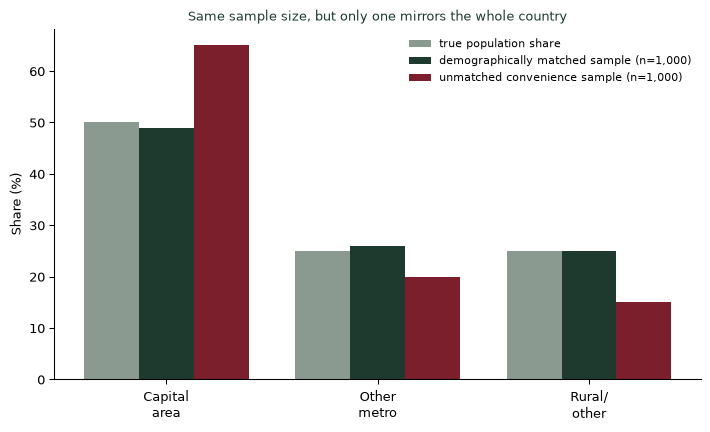 Same sample size, but only one mirrors the whole country
true population share
demographically matched sample (n=1,000)
unmatched convenience sample (n=1,000)
Share (%)
60
50
40
30
20
10
0
Capital
area
Other
metro
Rural/
other